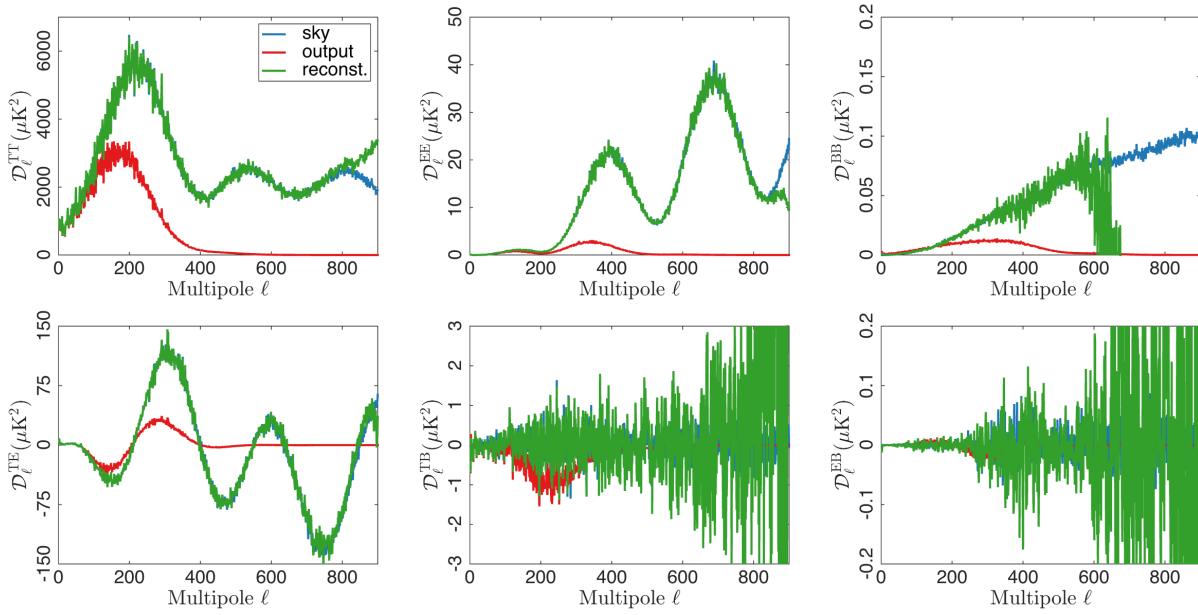 6000
4000
2000
0
0 200 400 600 800
Multipole ℓ
𝒟_ℓ^TT(μK²)
sky
output
reconst.
50
40
30
20
10
0
0 200 400 600 800
Multipole ℓ
𝒟_ℓ^EE(μK²)
0.2
0.15
0.1
0.05
0
0 200 400 600 800
Multipole ℓ
𝒟_ℓ^BB(μK²)
150
75
0
-75
-150
0 200 400 600 800
Multipole ℓ
𝒟_ℓ^TE(μK²)
3
2
1
0
-1
-2
-3
0 200 400 600 800
Multipole ℓ
𝒟_ℓ^TB(μK²)
0.2
0.1
0
-0.1
-0.2
0 200 400 600 800
Multipole ℓ
𝒟_ℓ^EB(μK²)